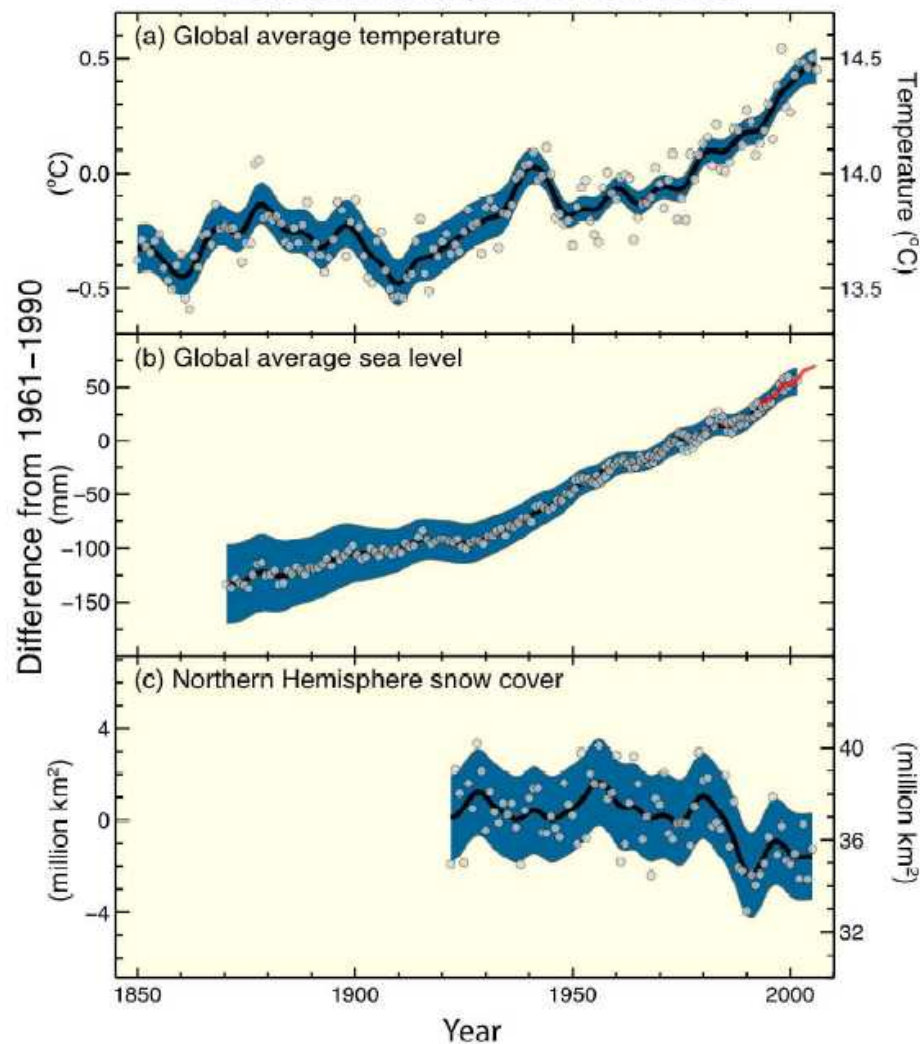 (a) Global average temperature
0.5
0.0
−0.5
(°C)
14.5
14.0
13.5
Temperature (°C)
Difference from 1961–1990
(b) Global average sea level
50
0
−50
−100
−150
(mm)
(c) Northern Hemisphere snow cover
4
0
−4
(million km²)
40
36
32
(million km²)
1850
1900
1950
2000
Year